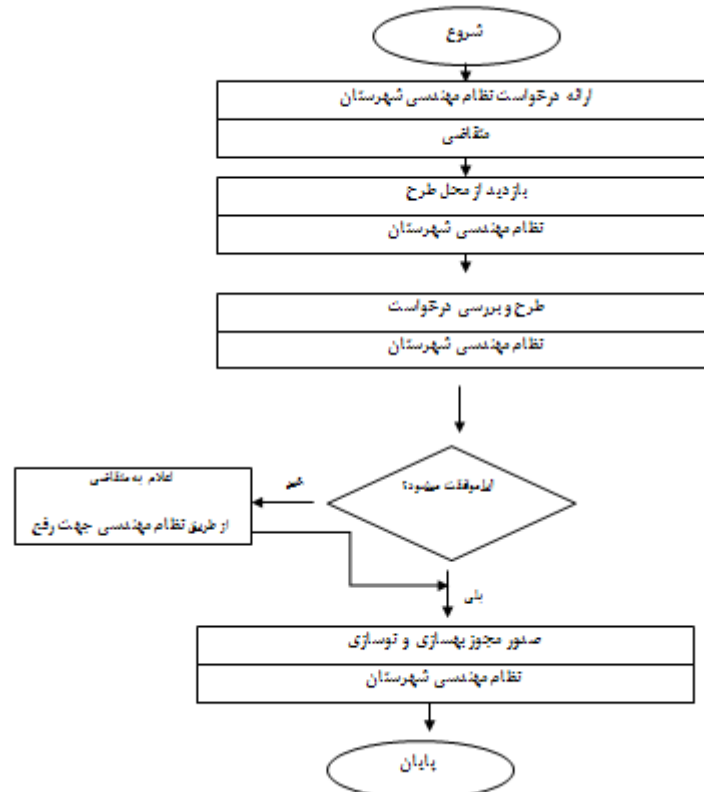 شروع
ارائه درخواست نظام مهندسی شهرستان
متقاضی
بازدید از محل طرح
نظام مهندسی شهرستان
طرح و بررسی درخواست
نظام مهندسی شهرستان
ایا موافقت میشود؟
خیر
اعلام به متقاضی
از طریق نظام مهندسی جهت رفع
بلی
صدور مجوز بهسازی و نوسازی
نظام مهندسی شهرستان
پایان